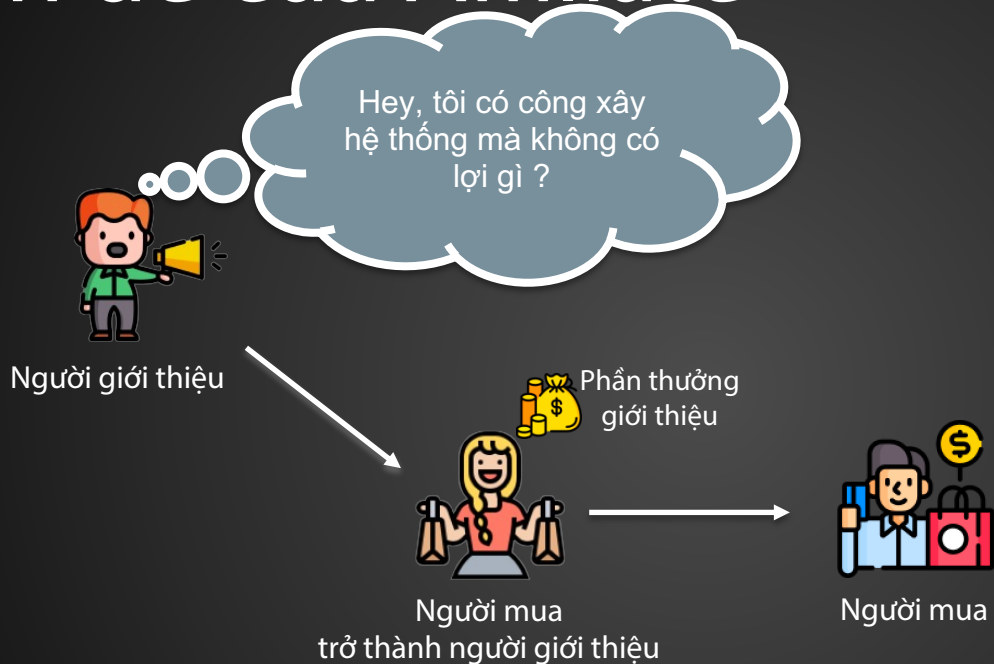 Hey, tôi có công xây
hệ thống mà không có
lợi gì ?
Người giới thiệu
Phần thưởng
giới thiệu
Người mua
trở thành người giới thiệu
Người mua